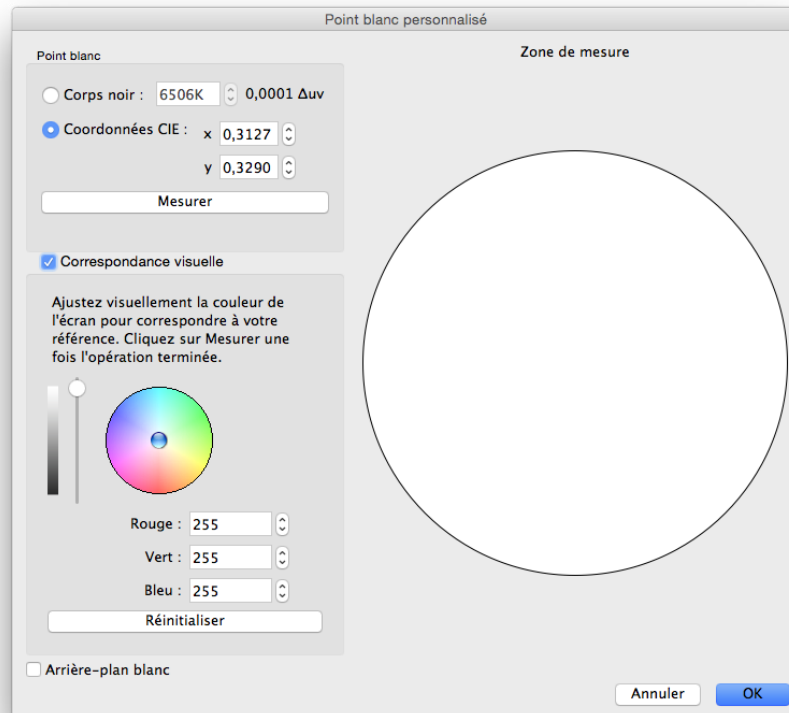 Point blanc personnalisé
Point blanc
Corps noir : 6506K 0,0001 Δuv
Coordonnées CIE : x 0,3127
y 0,3290
Mesurer
Correspondance visuelle
Ajustez visuellement la couleur de
l'écran pour correspondre à votre
référence. Cliquez sur Mesurer une
fois l'opération terminée.
Rouge : 255
Vert : 255
Bleu : 255
Réinitialiser
Arrière-plan blanc
Zone de mesure
Annuler
OK